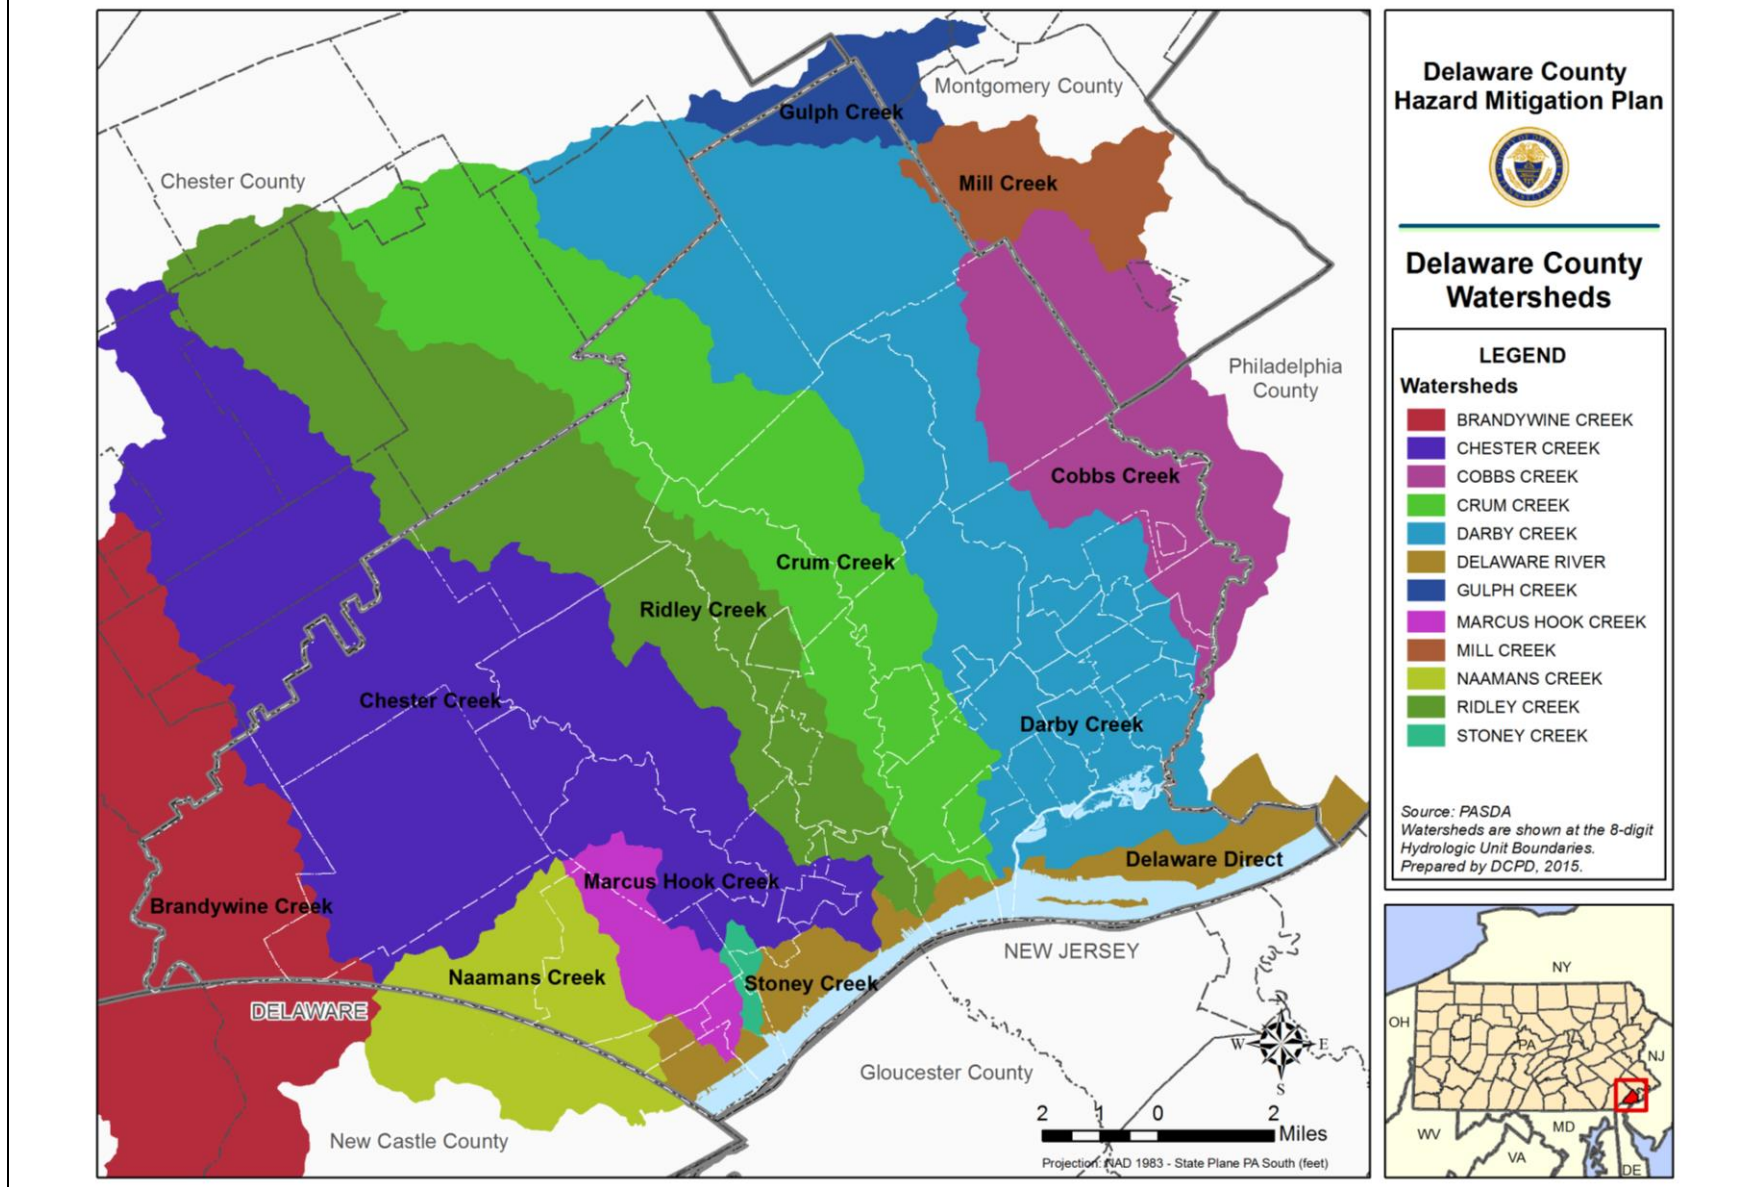 Delaware County
Hazard Mitigation Plan
Delaware County
Watersheds
LEGEND
Watersheds
BRANDYWINE CREEK
CHESTER CREEK
COBBS CREEK
CRUM CREEK
DARBY CREEK
DELAWARE RIVER
GULPH CREEK
MARCUS HOOK CREEK
MILL CREEK
NAAMANS CREEK
RIDLEY CREEK
STONEY CREEK
Source: PASDA
Watersheds are shown at the 8-digit
Hydrologic Unit Boundaries.
Prepared by DCPD, 2015.
Montgomery County
Gulph Creek
Chester County
Mill Creek
Philadelphia
County
Cobbs Creek
Crum Creek
Ridley Creek
Chester Creek
Darby Creek
Delaware Direct
Marcus Hook Creek
Brandywine Creek
NEW JERSEY
Naamans Creek
Stoney Creek
DELAWARE
Gloucester County
New Castle County
W
E
S
2 1 0 2
Miles
Projection: NAD 1983 - State Plane PA South (feet)
NY
OH
PA
NJ
WV
MD
VA
DE